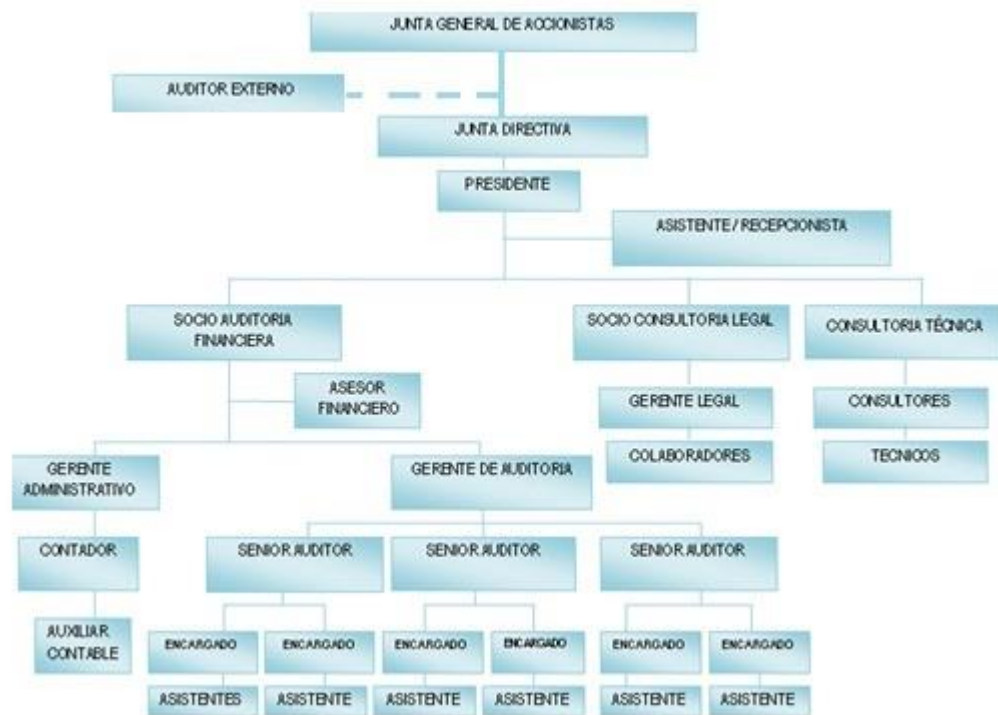 JUNTA GENERAL DE ACCIONISTAS
AUDITOR EXTERNO
JUNTA DIRECTIVA
PRESIDENTE
ASISTENTE / RECEPCIONISTA
SOCIO AUDITORIA
FINANCIERA
SOCIO CONSULTORIA LEGAL
CONSULTORIA TÉCNICA
ASESOR
FINANCIERO
GERENTE LEGAL
CONSULTORES
COLABORADORES
TECNICOS
GERENTE
ADMINISTRATIVO
GERENTE DE AUDITORIA
CONTADOR
SENIOR AUDITOR
SENIOR AUDITOR
SENIOR AUDITOR
AUXILIAR
CONTABLE
ENCARGADO
ENCARGADO
ENCARGADO
ENCARGADO
ENCARGADO
ENCARGADO
ASISTENTES
ASISTENTE
ASISTENTE
ASISTENTE
ASISTENTE
ASISTENTE